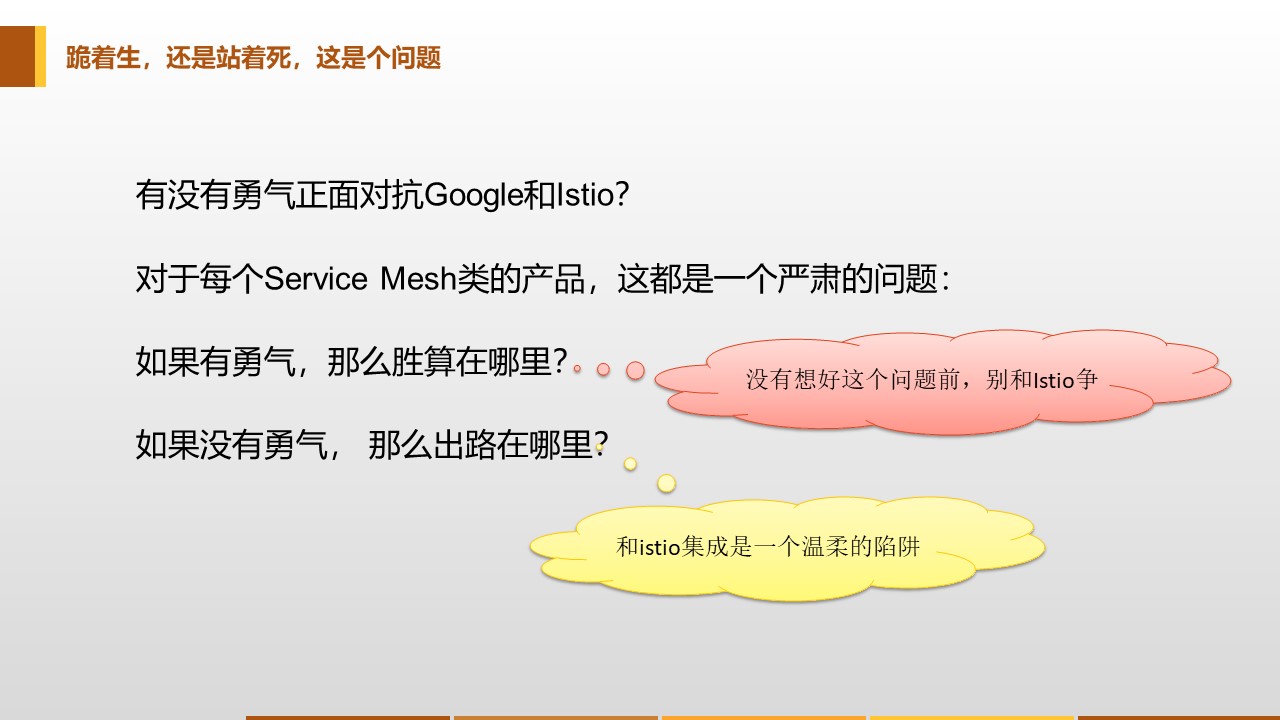 跪着生，还是站着死，这是个问题
有没有勇气正面对抗Google和Istio？
对于每个Service Mesh类的产品，这都是一个严肃的问题：
如果有勇气，那么胜算在哪里？
没有想好这个问题前，别和Istio争
如果没有勇气， 那么出路在哪里？
和istio集成是一个温柔的陷阱